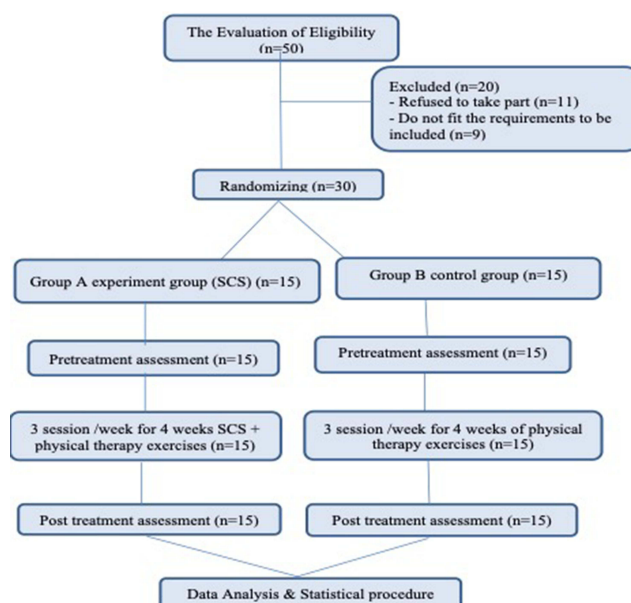 The Evaluation of Eligibility
(n=50)
Excluded (n=20)
- Refused to take part (n=11)
- Do not fit the requirements to be
included (n=9)
Randomizing (n=30)
Group A experiment group (SCS) (n=15)
Group B control group (n=15)
Pretreatment assessment (n=15)
Pretreatment assessment (n=15)
3 session /week for 4 weeks SCS +
physical therapy exercises (n=15)
3 session /week for 4 weeks of physical
therapy exercises (n=15)
Post treatment assessment (n=15)
Post treatment assessment (n=15)
Data Analysis & Statistical procedure